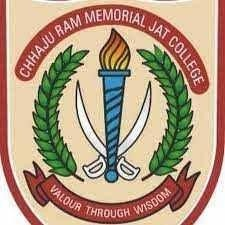 CHHAJU RAM MEMORIAL JAT COLLEGE
VALOUR THROUGH WISDOM